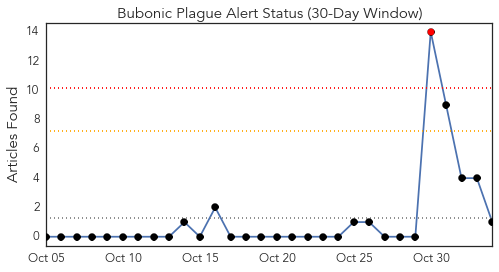 Bubonic Plague Alert Status (30-Day Window)
Articles Found
14
12
10
8
6
4
2
0
Oct 05 Oct 10 Oct 15 Oct 20 Oct 25 Oct 30